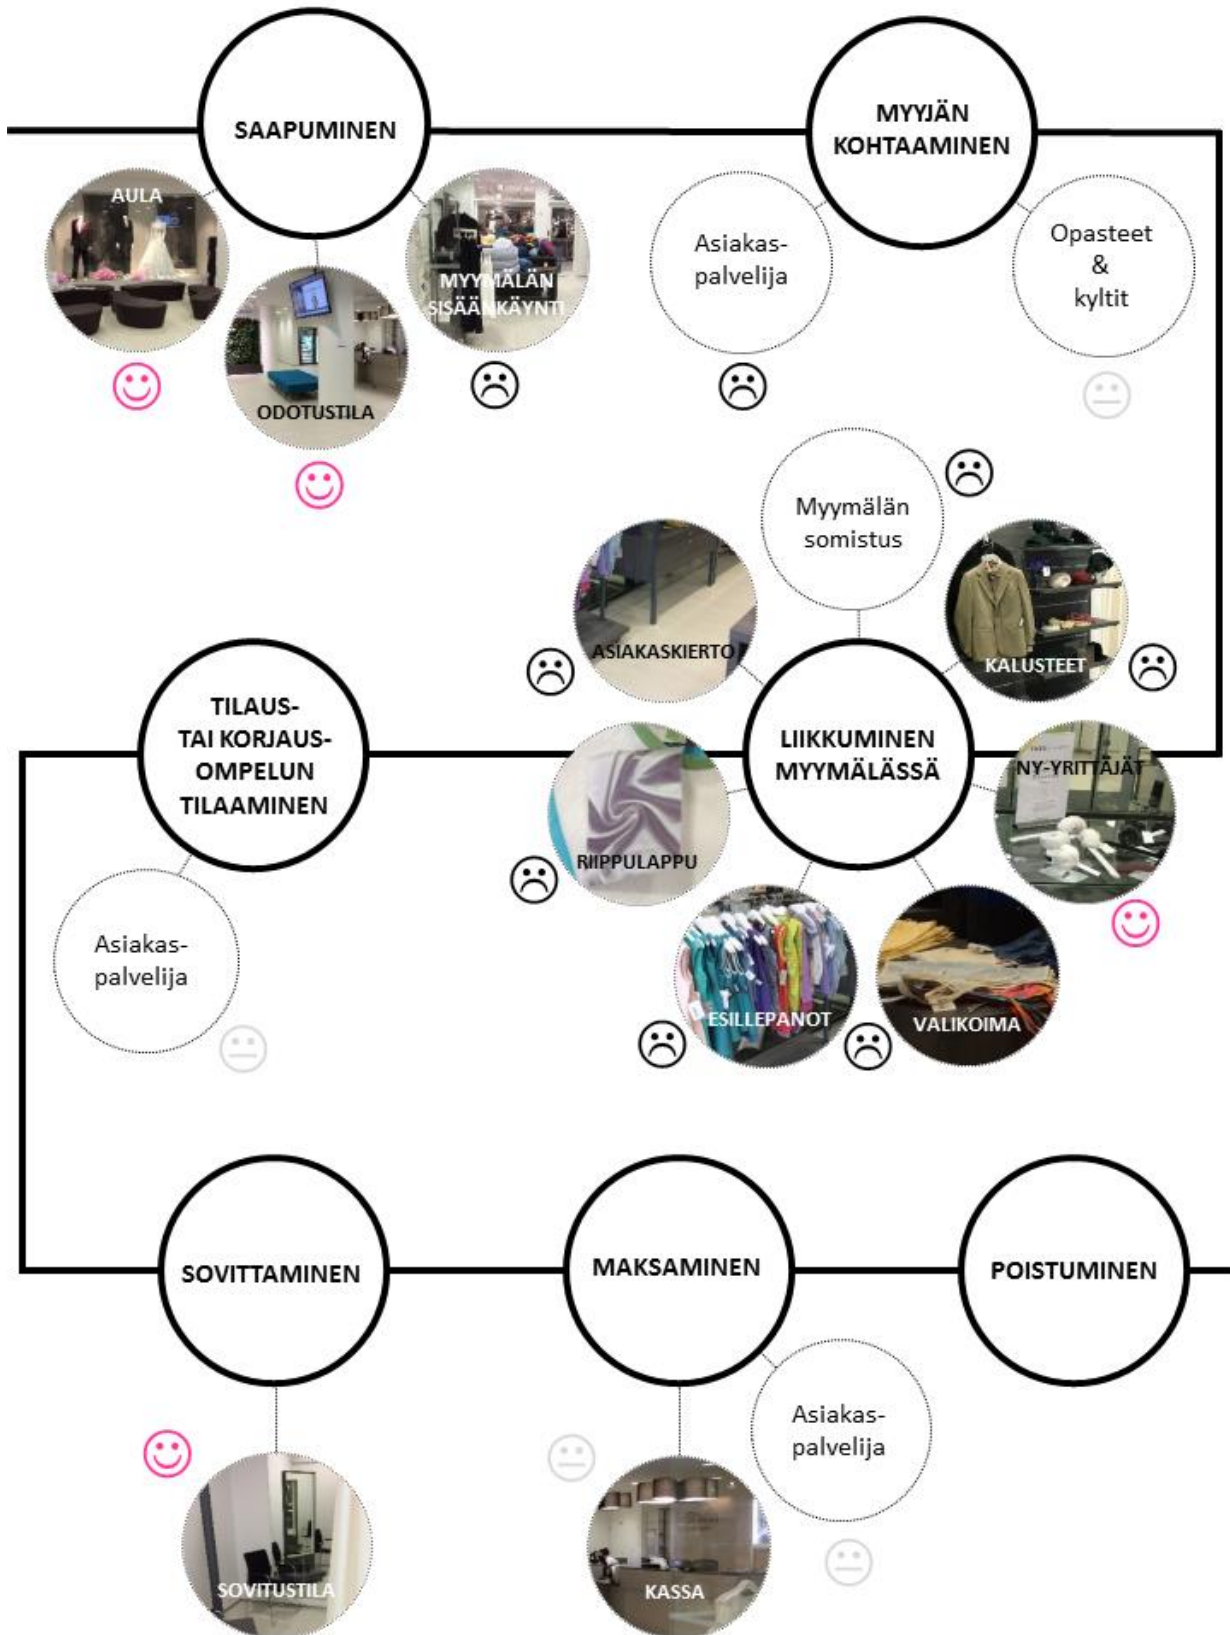 SAAPUMINEN
MYYJÄN
KOHTAAMINEN
AULA
ODOTUSTILA
MYYMÄLÄN
SISÄÄNKÄYNTI
Asiakas-
palvelija
Opasteet
&
kyltit
Myymälän
somistus
ASIAKASKIERTO
KALUSTEET
TILAUS-
TAI KORJAUS-
OMPELUN
TILAAMINEN
LIIKKUMINEN
MYYMÄLÄSSÄ
NY-YRITTÄJÄT
RIIPPULAPPU
Asiakas-
palvelija
ESILLEPANOT
VALIKOIMA
SOVITTAMINEN
MAKSAMINEN
POISTUMINEN
Asiakas-
palvelija
SOVITUSTILA
KASSA